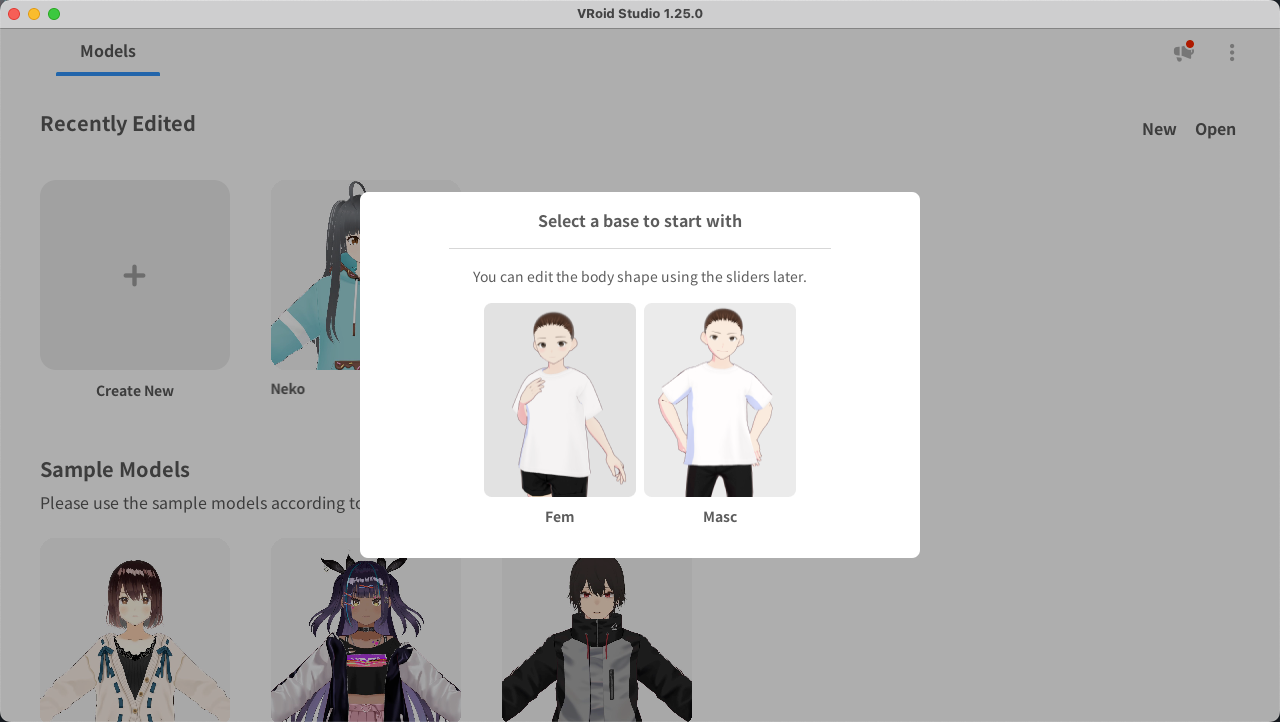 VRoid Studio 1.25.0
Models
Recently Edited
New
Open
Create New
Neko
Select a base to start with
You can edit the body shape using the sliders later.
Fem
Masc
Sample Models
Please use the sample models according to